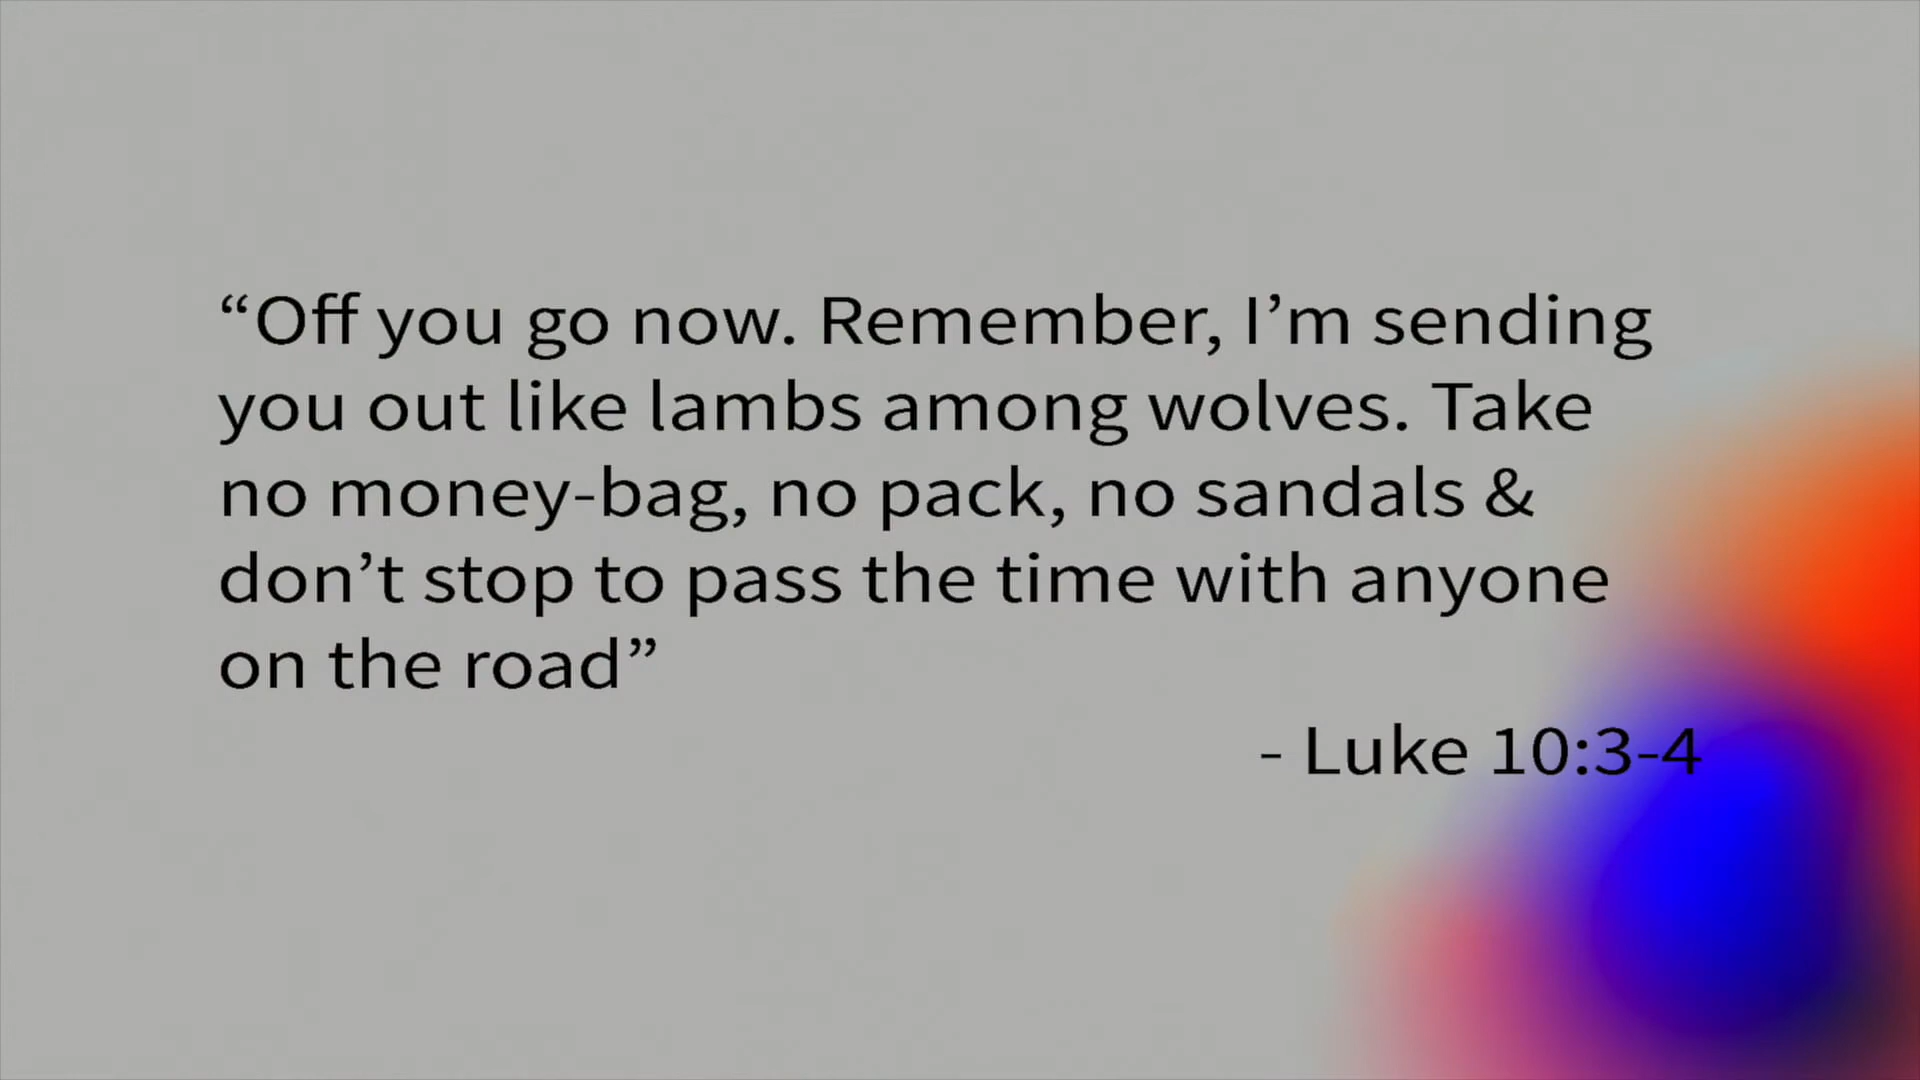 “Off you go now. Remember, I’m sending
you out like lambs among wolves. Take
no money-bag, no pack, no sandals &
don’t stop to pass the time with anyone
on the road”
- Luke 10:3-4